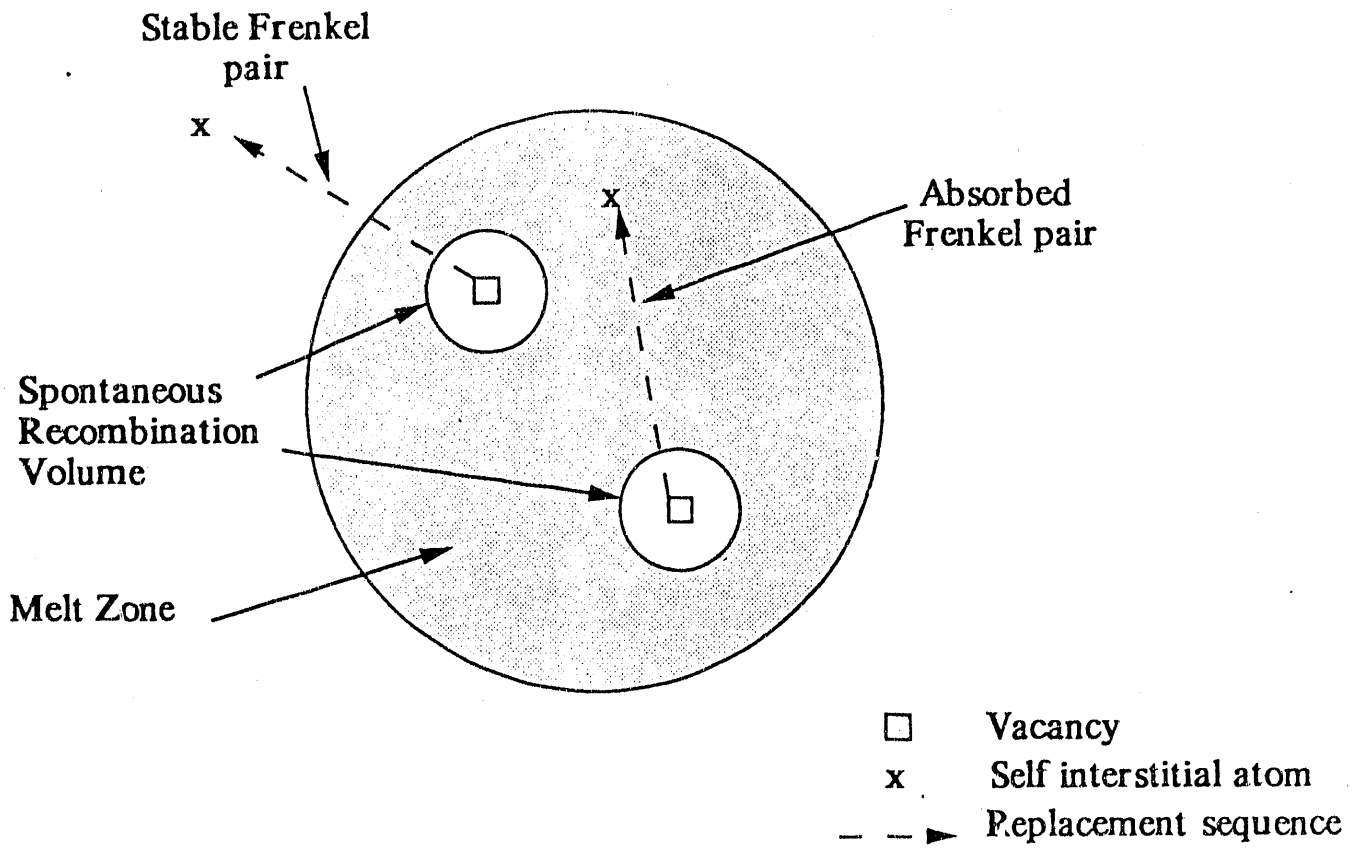 Stable Frenkel
pair
x
x
Absorbed
Frenkel pair
Spontaneous
Recombination
Volume
Melt Zone
Vacancy
x Self interstitial atom
Replacement sequence